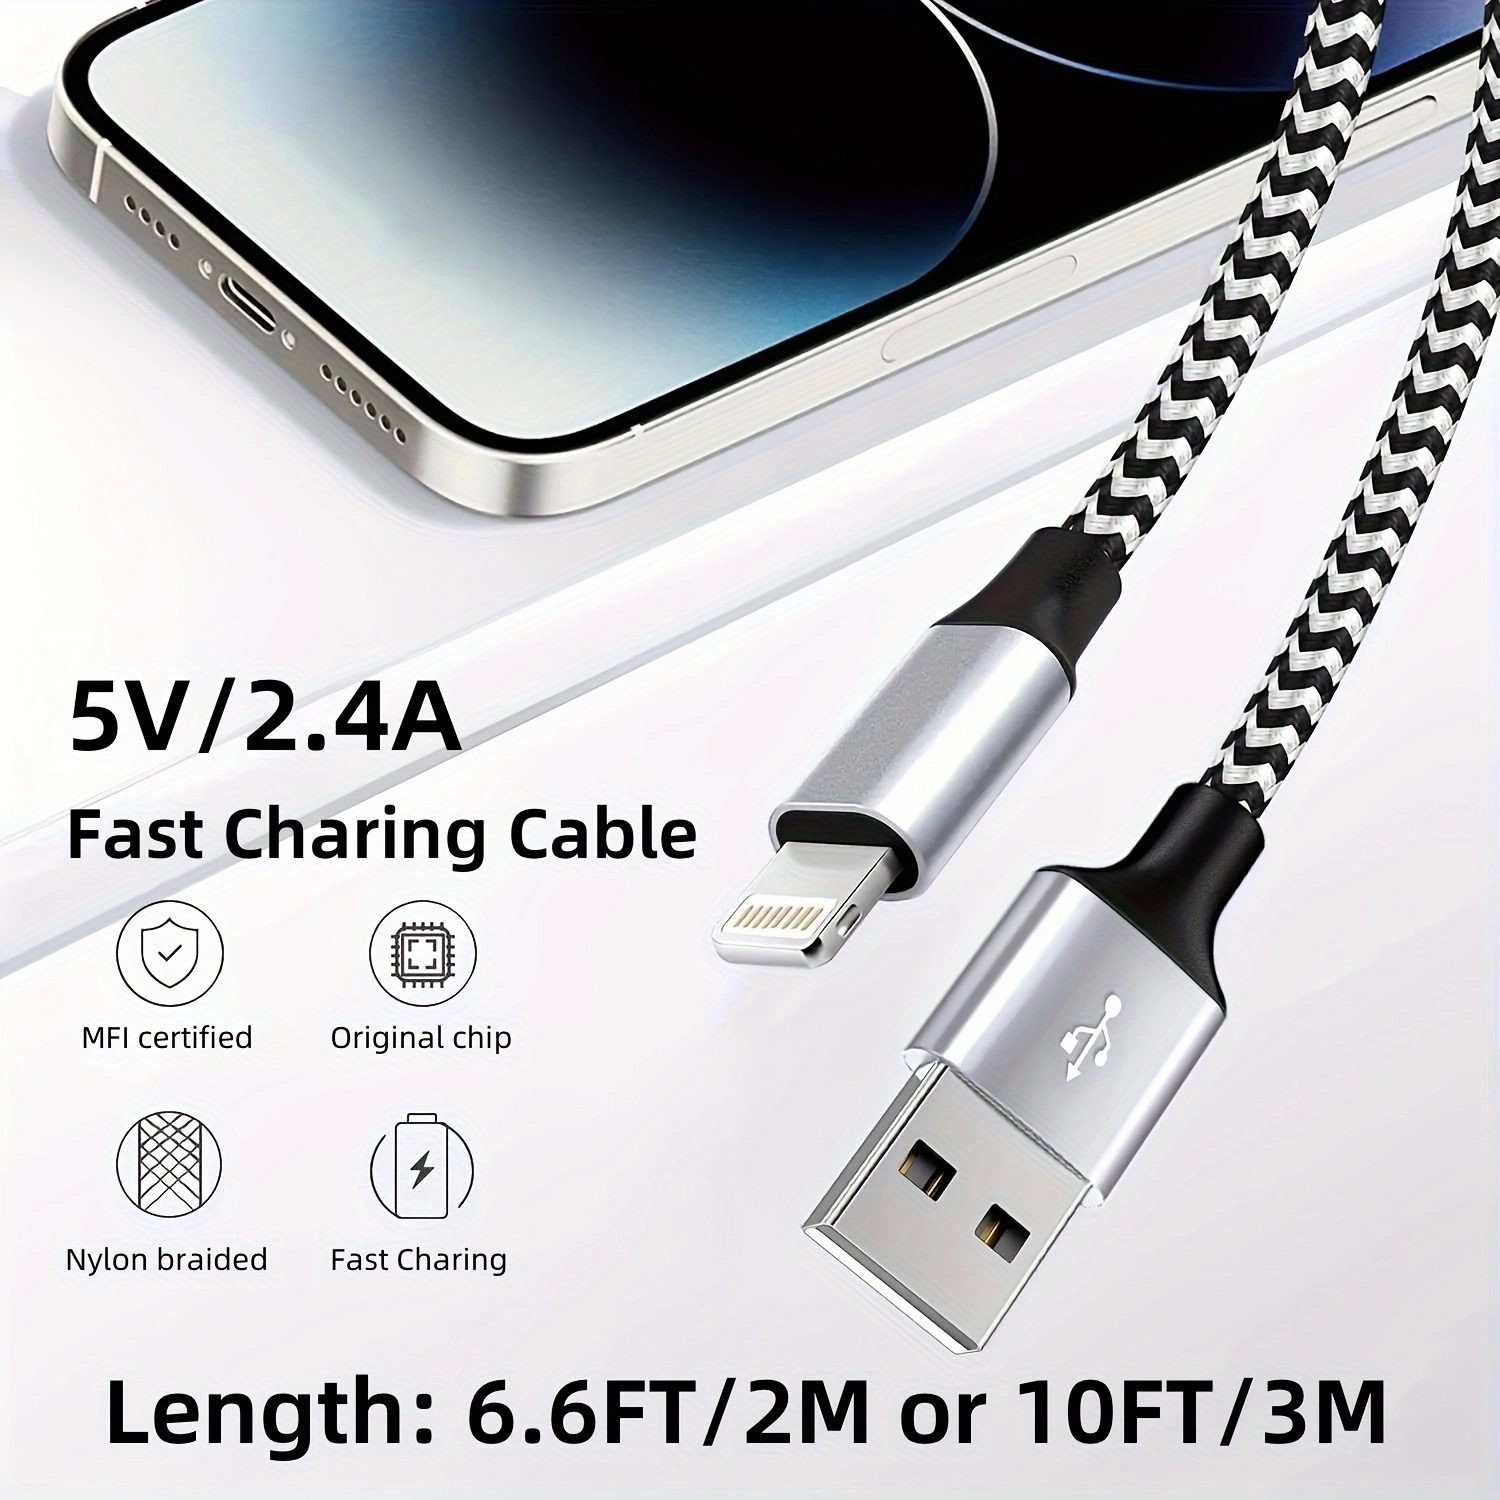 5V/2.4A
Fast Charing Cable
MFI certified
Original chip
Nylon braided
Fast Charing
Length: 6.6FT/2M or 10FT/3M